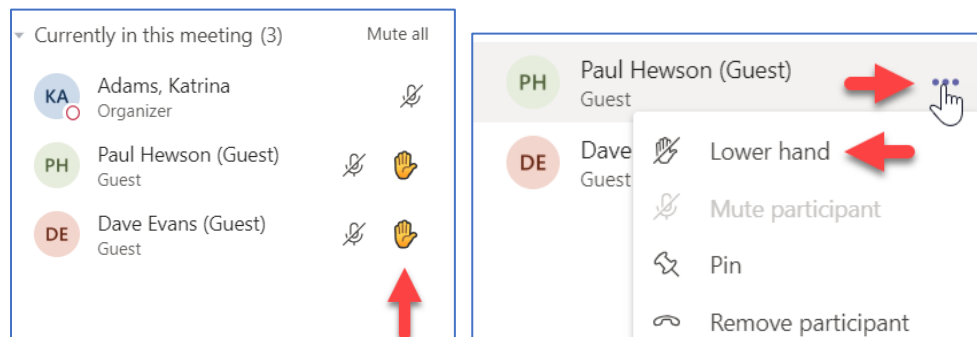 Currently in this meeting (3) Mute all
KA Adams, Katrina
Organizer
PH Paul Hewson (Guest)
Guest
DE Dave Evans (Guest)
Guest
PH Paul Hewson (Guest)
Guest
DE Dave
Guest
Lower hand
Mute participant
Pin
Remove participant